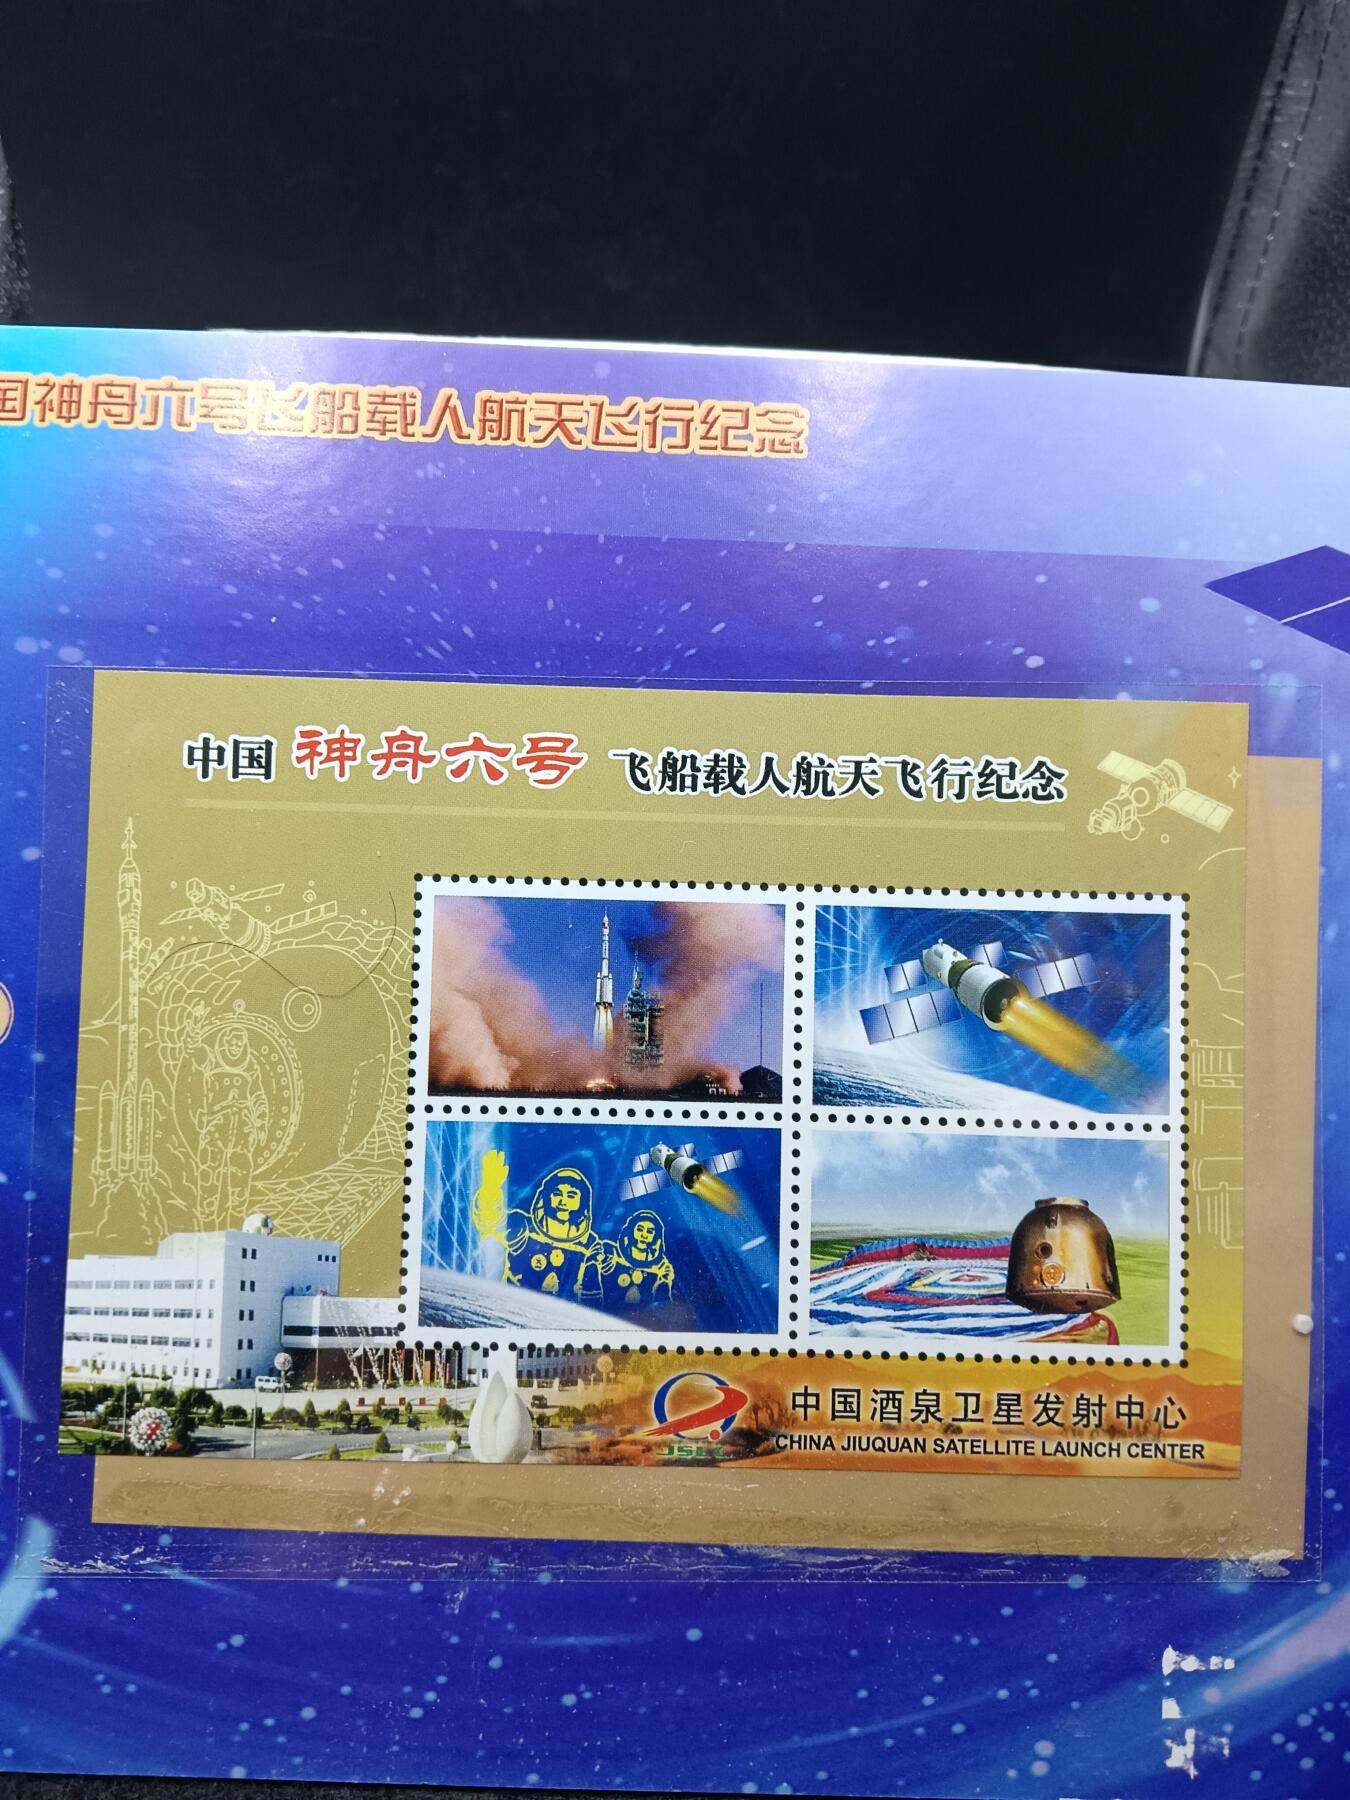 国神舟六号飞船载人航天飞行纪念
中国 神舟六号 飞船载人航天飞行纪念
JSLC
中国酒泉卫星发射中心
CHINA JIUQUAN SATELLITE LAUNCH CENTER